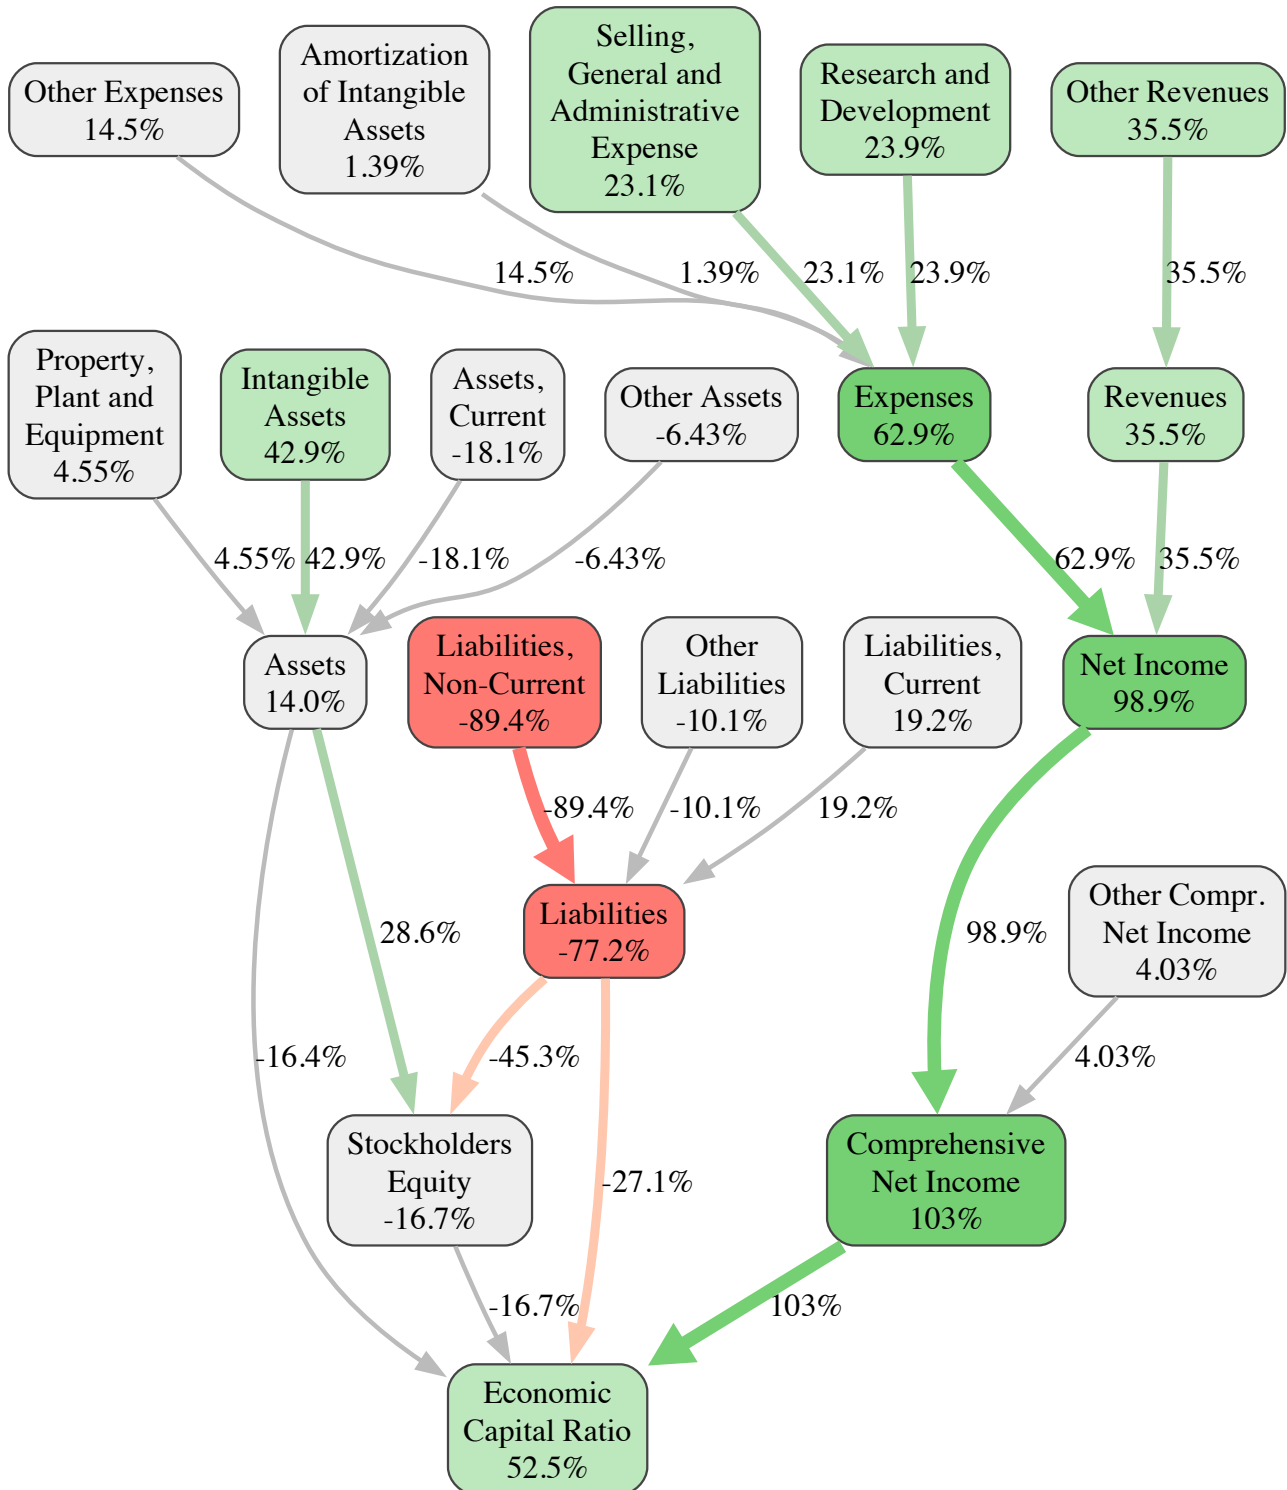 Other Expenses
14.5%
Amortization
of Intangible
Assets
1.39%
Selling,
General and
Administrative
Expense
23.1%
Research and
Development
23.9%
Other Revenues
35.5%
14.5%
1.39%
23.1%
23.9%
35.5%
Property,
Plant and
Equipment
4.55%
Intangible
Assets
42.9%
Assets,
Current
-18.1%
Other Assets
-6.43%
Expenses
62.9%
Revenues
35.5%
4.55%
42.9%
-18.1%
-6.43%
62.9%
35.5%
Assets
14.0%
Liabilities,
Non-Current
-89.4%
Other
Liabilities
-10.1%
Liabilities,
Current
19.2%
Net Income
98.9%
-89.4%
-10.1%
19.2%
Liabilities
-77.2%
28.6%
98.9%
Other Compr.
Net Income
4.03%
-16.4%
-45.3%
4.03%
Stockholders
Equity
-16.7%
-27.1%
Comprehensive
Net Income
103%
-16.7%
103%
Economic
Capital Ratio
52.5%